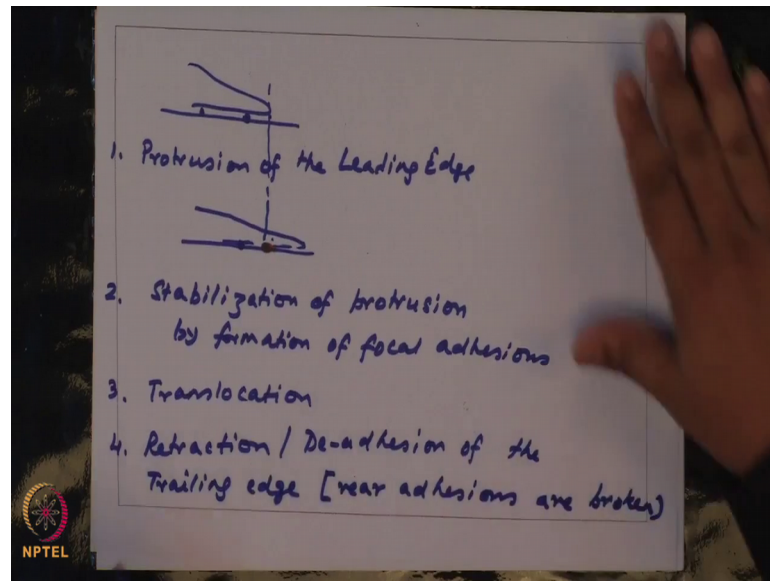 1. Protrusion of the Leading Edge
2. Stabilization of protrusion
by formation of focal adhesions
3. Translocation
4. Retraction / De-adhesion of the
Trailing edge [rear adhesions are broken)
NPTEL